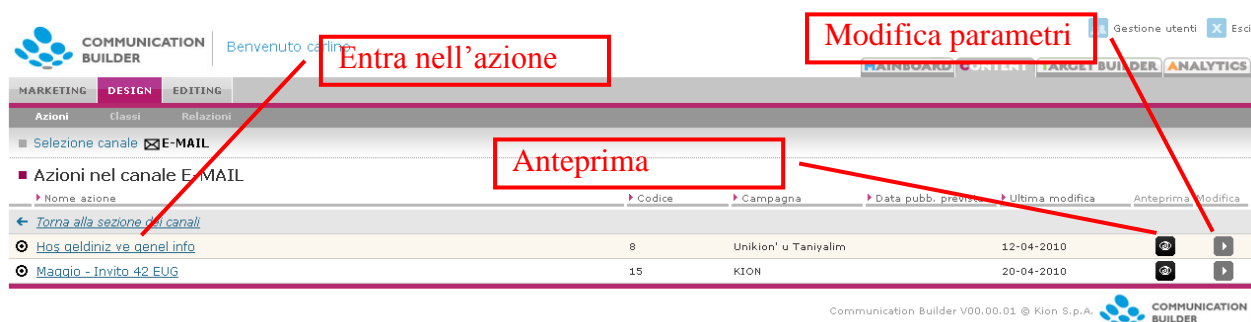 COMMUNICATION
BUILDER
Benvenuto carlino
Entra nell'azione
Modifica parametri
Gestione utenti
X Esci
MAINBOARD CONTENT TARGET BUILDER ANALYTICS
MARKETING DESIGN EDITING
Azioni Classi Relazioni
Selezione canale E-MAIL
Anteprima
Azioni nel canale E-MAIL
Nome azione Codice Campagna Data pubb. prevista Ultima modifica Anteprima Modifica
Torna alla sezione dei canali
Hoş geldiniz ve genel info 8 Unikion' u Taniyalim 12-04-2010
Maggio - Invito 42 EUG 15 KION 20-04-2010
Communication Builder V00.00.01 @ Kion S.p.A.
COMMUNICATION
BUILDER